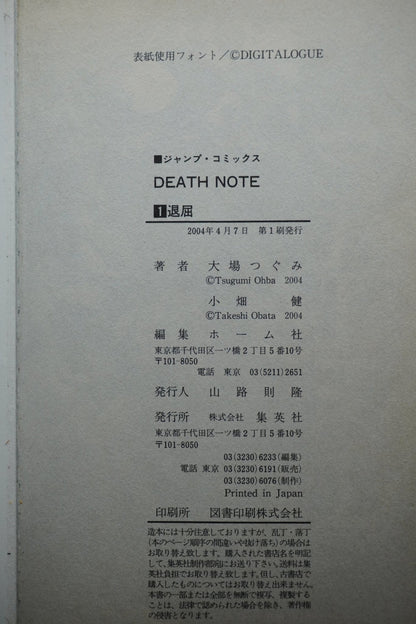 表紙使用フォント／©DIGITALOGUE
■ジャンプ・コミックス
DEATH NOTE
1退屈
2004年4月7日 第1刷発行
著者 大場つぐみ
©Tsugumi Ohba 2004
小畑 健
©Takeshi Obata 2004
編集 ホーム社
東京都千代田区一ツ橋2丁目5番10号
〒101-8050
電話 東京 03(5211)2651
発行人 山路則隆
発行所 株式会社 集英社
東京都千代田区一ツ橋2丁目5番10号
〒101-8050
03(3230)6233(編集)
電話 東京 03(3230)6191(販売)
03(3230)6076(制作)
Printed in Japan
印刷所 図書印刷株式会社
造本には十分注意しておりますが、乱丁・落丁
(本のページ順序の間違いや抜け落ち)の場合は
お取り替え致します。購入された書店名を明記し
て、集英社制作部宛にお送り下さい。送料は集
英社負担でお取り替え致します。但し、古書店で
購入したものについてはお取り替え出来ません。
本書の一部または全部を無断で複写、複製する
ことは、法律で認められた場合を除き、著作権
の侵害となります。